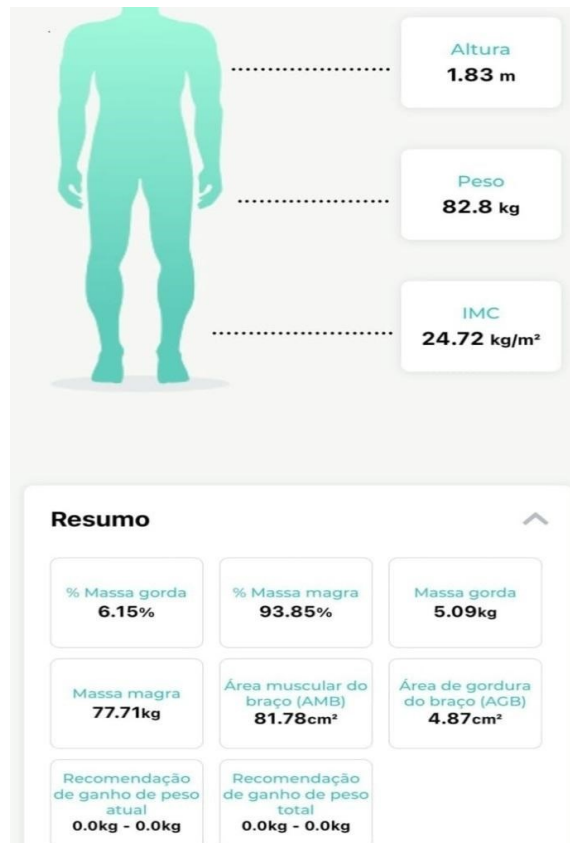 Altura
1.83 m
Peso
82.8 kg
IMC
24.72 kg/m²
Resumo
% Massa gorda
6.15%
% Massa magra
93.85%
Massa gorda
5.09kg
Massa magra
77.71kg
Área muscular do
braço (AMB)
81.78cm²
Área de gordura
do braço (AGB)
4.87cm²
Recomendação
de ganho de peso
atual
0.0kg - 0.0kg
Recomendação
de ganho de peso
total
0.0kg - 0.0kg